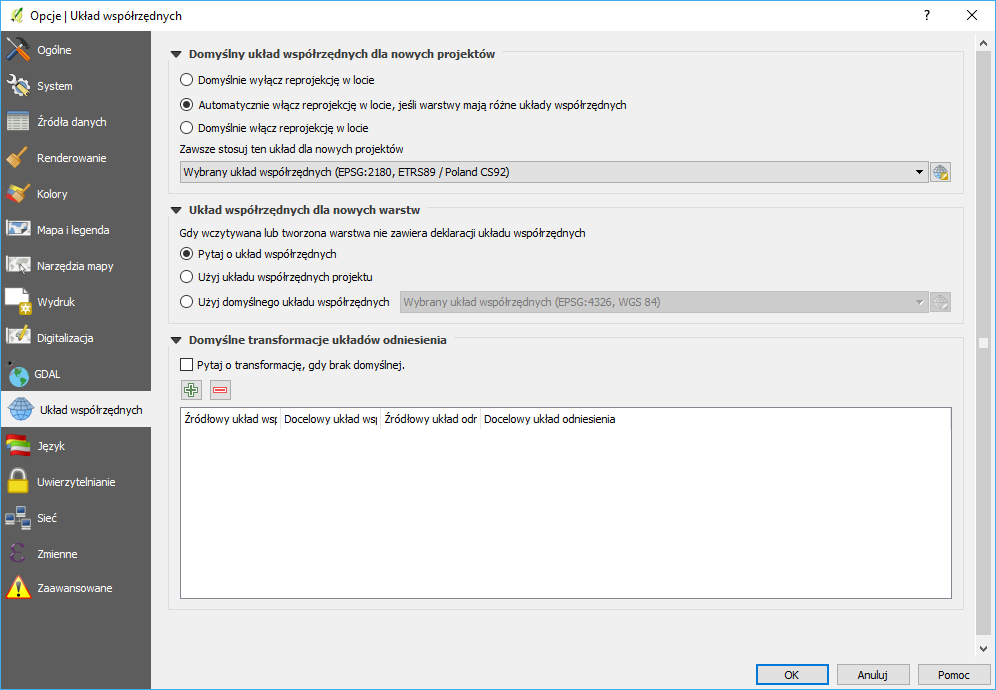 Opcje | Układ współrzędnych
?
Ogólne
System
Źródła danych
Renderowanie
Kolory
Mapa i legenda
Narzędzia mapy
Wydruk
Digitalizacja
GDAL
Układ współrzędnych
Język
Uwierzytelnianie
Sieć
Zmienne
Zaawansowane
Domyślny układ współrzędnych dla nowych projektów
Domyślnie wyłącz reprojekcję w locie
Automatycznie włącz reprojekcję w locie, jeśli warstwy mają różne układy współrzędnych
Domyślnie włącz reprojekcję w locie
Zawsze stosuj ten układ dla nowych projektów
Wybrany układ współrzędnych (EPSG:2180, ETRS89 / Poland CS92)
Układ współrzędnych dla nowych warstw
Gdy wczytywana lub tworzona warstwa nie zawiera deklaracji układu współrzędnych
Pytaj o układ współrzędnych
Użyj układu współrzędnych projektu
Użyj domyślnego układu współrzędnych Wybrany układ współrzędnych (EPSG:4326, WGS 84)
Domyślne transformacje układów odniesienia
Pytaj o transformację, gdy brak domyślnej.
Źródłowy układ wsp Docelowy układ wsp Źródłowy układ odr Docelowy układ odniesienia
OK Anuluj Pomoc